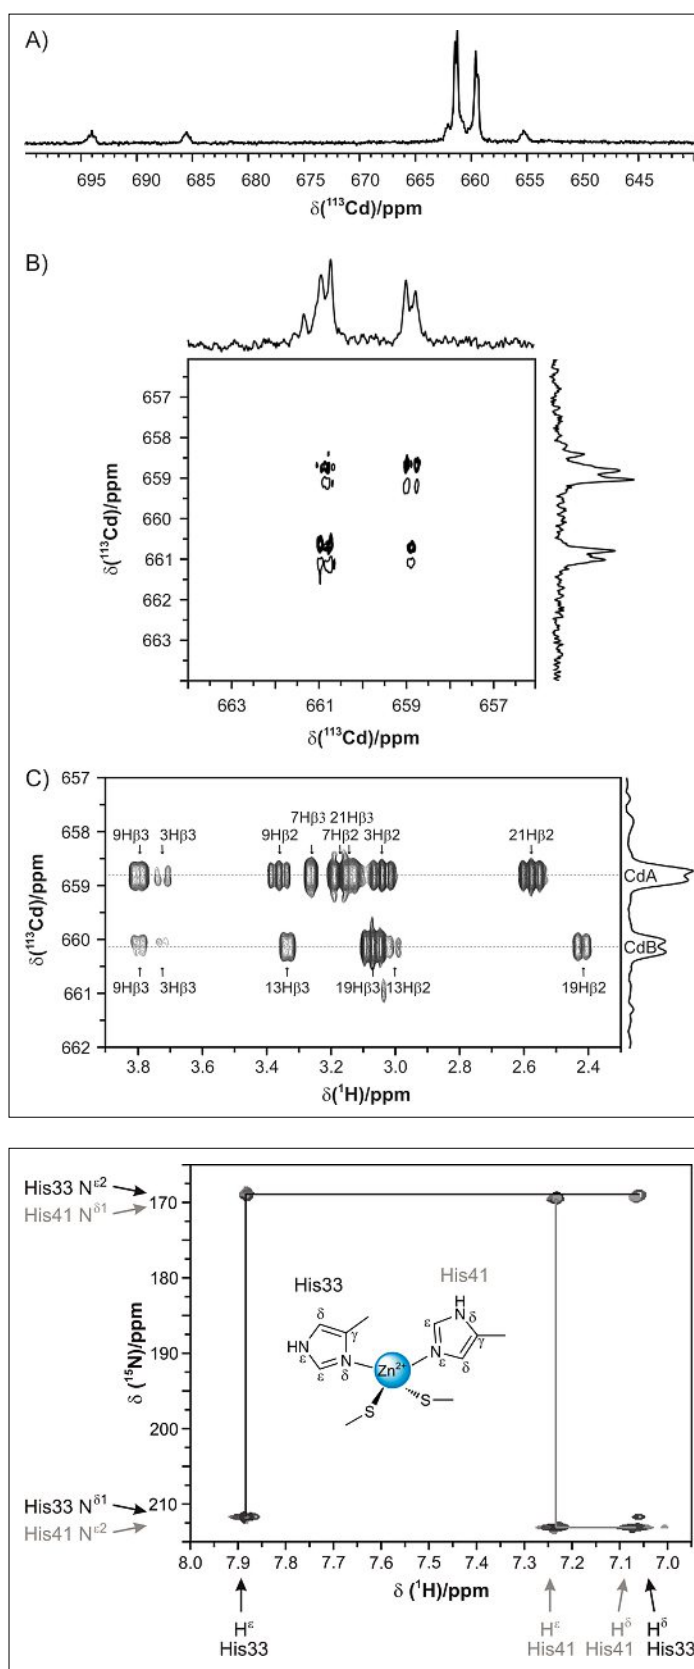 A)
695 690 685 680 675 670 665 660 655 650 645
δ(¹¹³Cd)/ppm
B)
657
658
659
660
661
662
663
δ(¹¹³Cd)/ppm
663 661 659 657
δ(¹¹³Cd)/ppm
C)
657
658
659
660
661
662
δ(¹¹³Cd)/ppm
7Hβ3 21Hβ3
9Hβ3 3Hβ3 9Hβ2 7Hβ2 3Hβ2 21Hβ2
CdA
CdB
9Hβ3 3Hβ3 13Hβ3 19Hβ3 13Hβ2 19Hβ2
3.8 3.6 3.4 3.2 3.0 2.8 2.6 2.4
δ(¹H)/ppm
His33 Nᵋ²
His41 Nᵟ¹
170
180
190
200
210
δ (¹⁵N)/ppm
His33
His41
H
N
δ
ε
δ
γ
γ
HN
ε
N
N
ε
ε
δ
δ
Zn²⁺
S
S
His33 Nᵟ¹
His41 Nᵋ²
8.0 7.9 7.8 7.7 7.6 7.5 7.4 7.3 7.2 7.1 7.0
δ (¹H)/ppm
Hᵋ Hᵋ Hᵟ Hᵟ
His33 His41 His41 His33